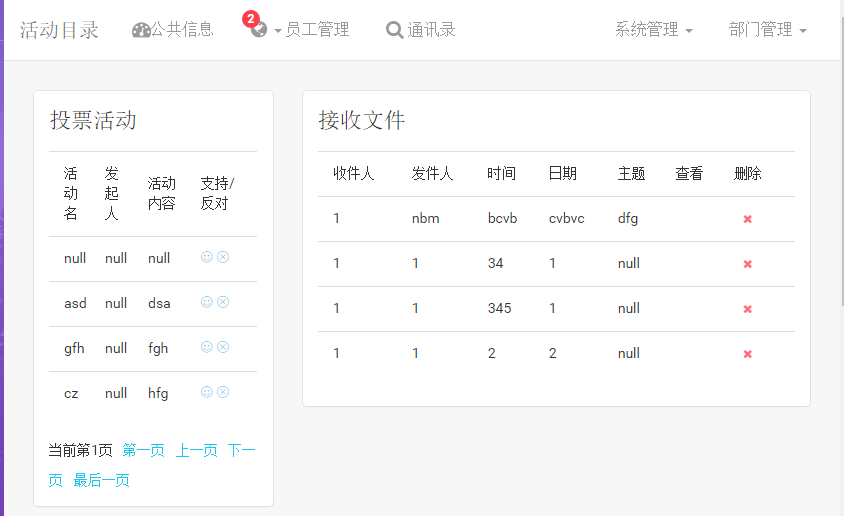 活动目录 公共信息 2 员工管理 通讯录 系统管理 部门管理
投票活动
活动名 发起人 活动内容 支持/反对
null null null
asd null dsa
gfh null fgh
cz null hfg
当前第1页 第一页 上一页 下一
页 最后一页
接收文件
收件人 发件人 时间 日期 主题 查看 删除
1 nbm bcvb cvbvc dfg
1 1 34 1 null
1 1 345 1 null
1 1 2 2 null